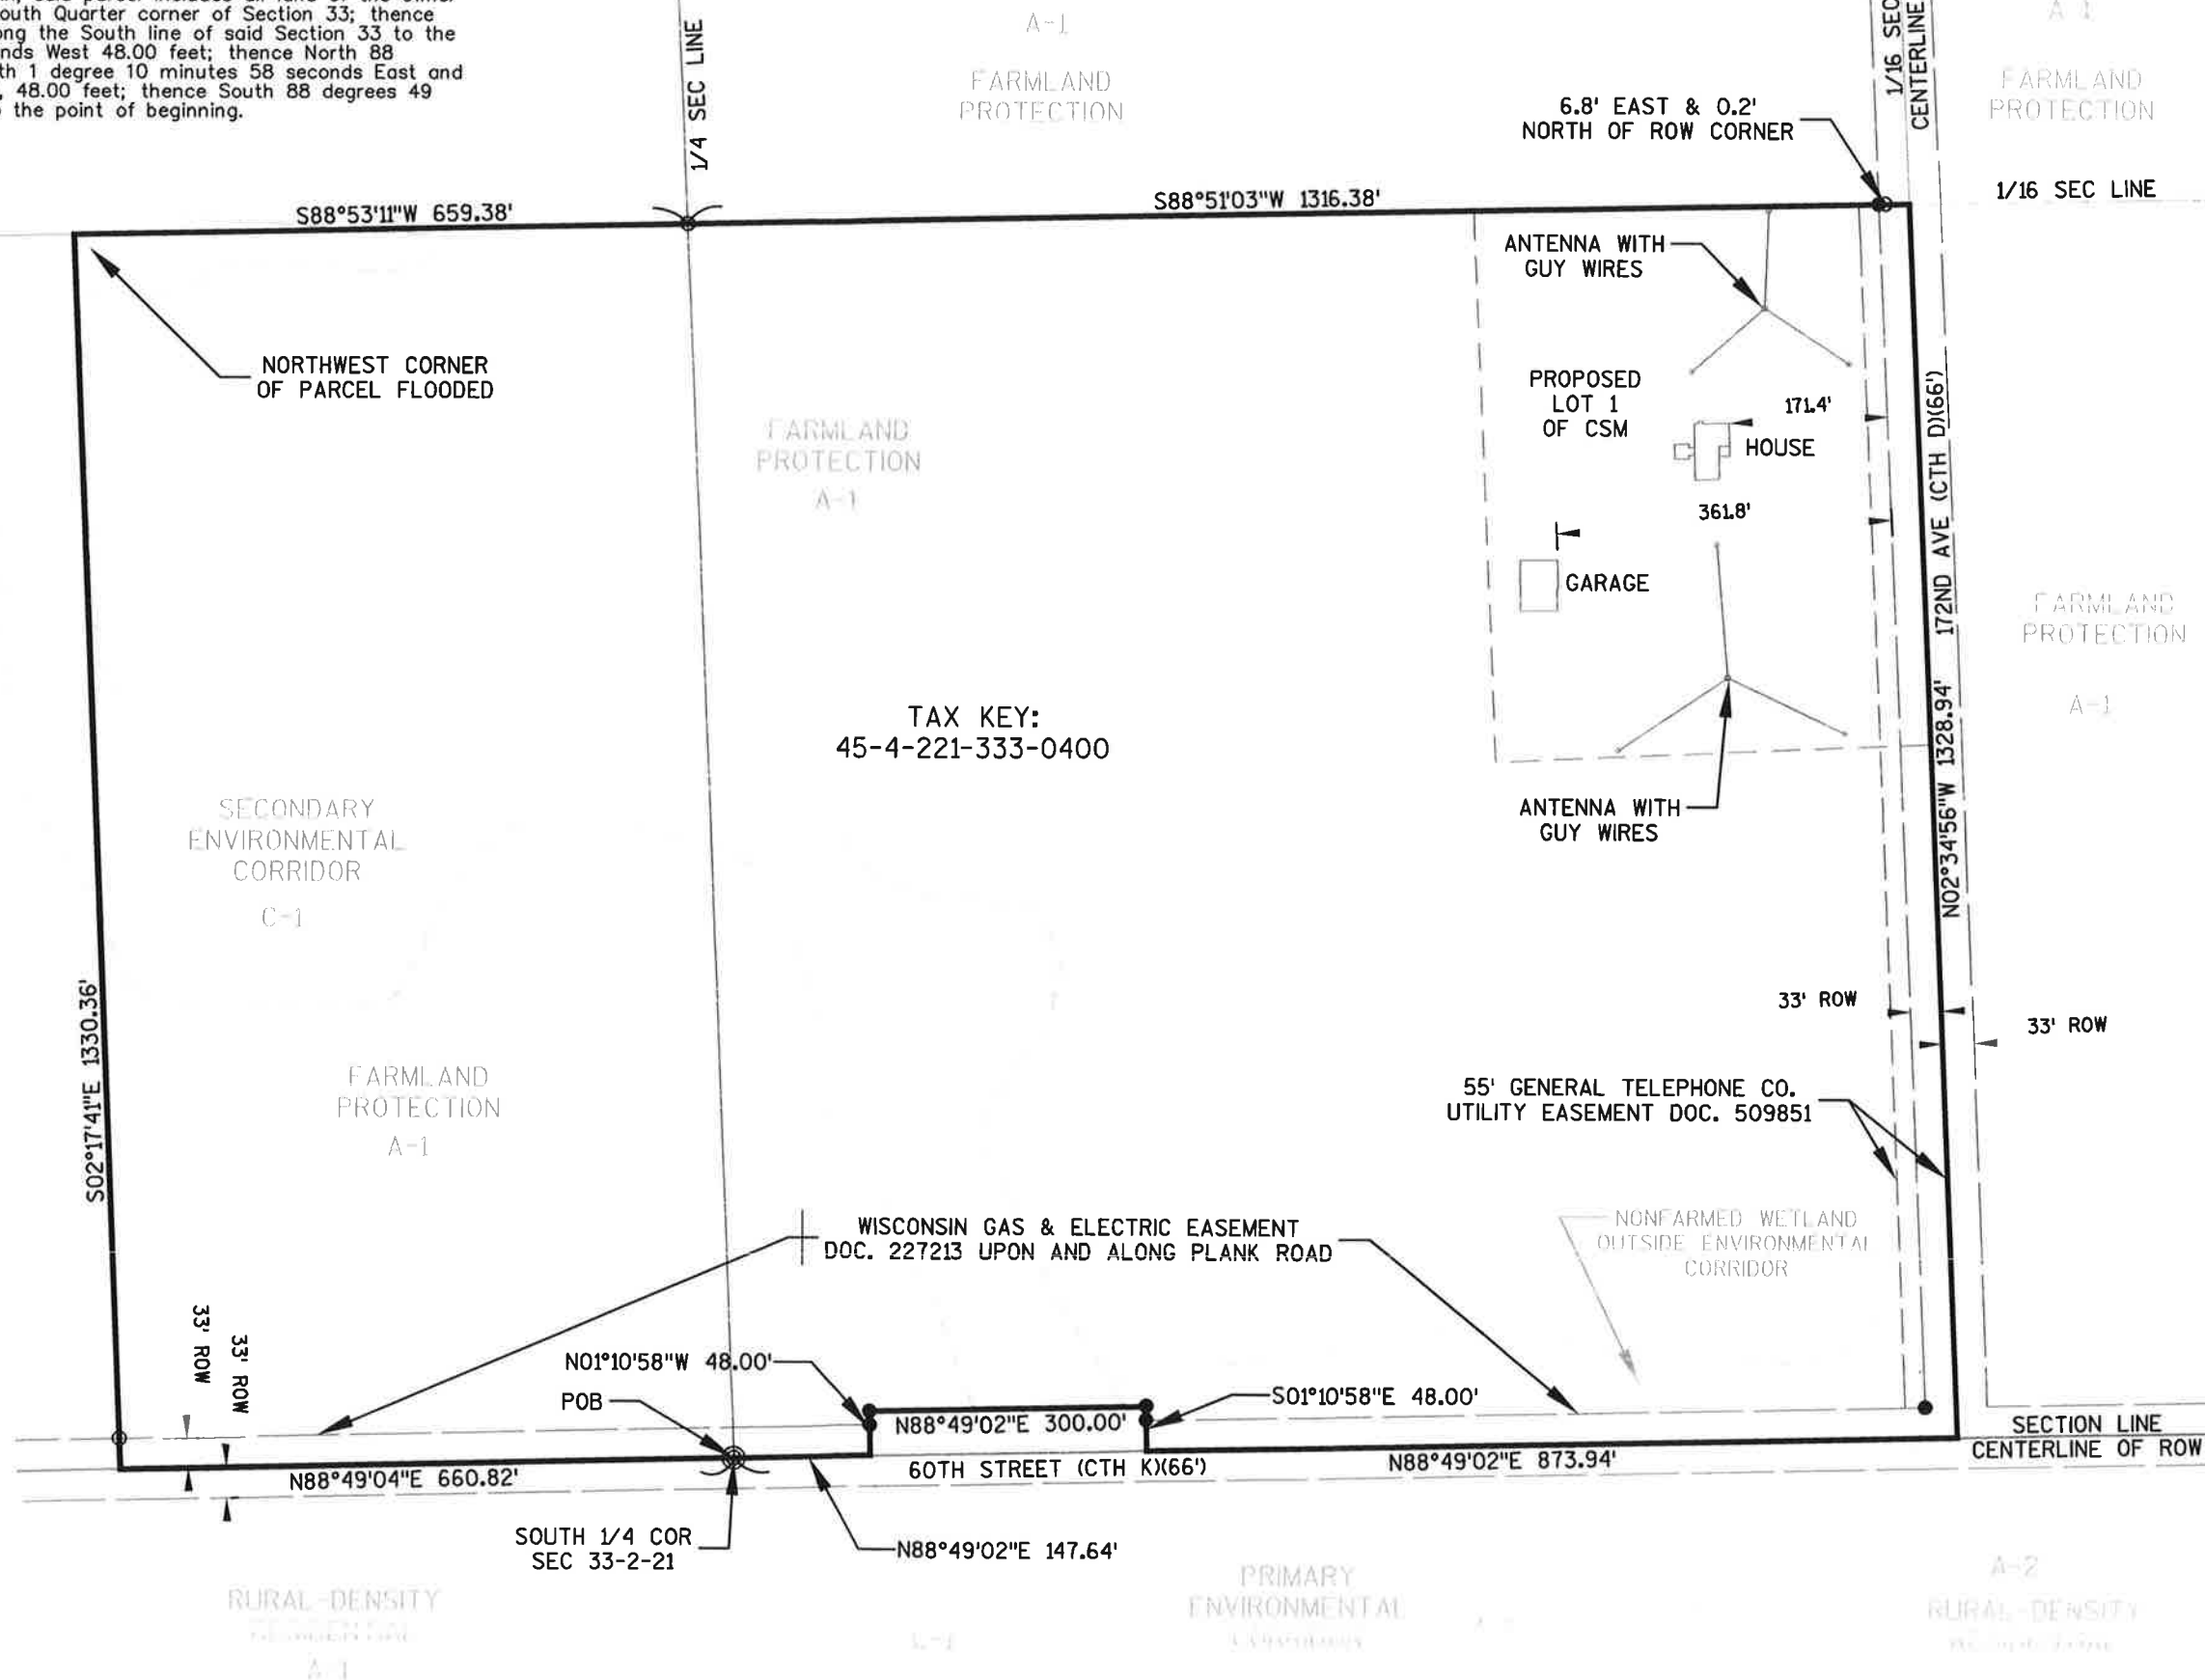 outh Quarter corner of Section 33; thence
ng the South line of said Section 33 to the
nds West 48.00 feet; thence North 88
th 1 degree 10 minutes 58 seconds East and
48.00 feet; thence South 88 degrees 49
the point of beginning.
1/4 SEC LINE
A-1
FARMLAND
PROTECTION
1/16 SEC
CENTERLINE
A-1
FARMLAND
PROTECTION
6.8' EAST & 0.2'
NORTH OF ROW CORNER
1/16 SEC LINE
S88°53'11"W 659.38'
S88°51'03"W 1316.38'
ANTENNA WITH
GUY WIRES
NORTHWEST CORNER
OF PARCEL FLOODED
PROPOSED
LOT 1
OF CSM
171.4'
HOUSE
FARMLAND
PROTECTION
A-1
361.8'
GARAGE
172ND AVE (CTH D)(66')
N02°34'56"W 1328.94'
FARMLAND
PROTECTION
A-1
TAX KEY:
45-4-221-333-0400
ANTENNA WITH
GUY WIRES
SECONDARY
ENVIRONMENTAL
CORRIDOR
C-1
S02°17'41"E 1330.36'
33' ROW
33' ROW
FARMLAND
PROTECTION
A-1
55' GENERAL TELEPHONE CO.
UTILITY EASEMENT DOC. 509851
WISCONSIN GAS & ELECTRIC EASEMENT
DOC. 227213 UPON AND ALONG PLANK ROAD
NONFARMED WETLAND
OUTSIDE ENVIRONMENTAL
CORRIDOR
33' ROW
33' ROW
N01°10'58"W 48.00'
POB
N88°49'02"E 300.00'
S01°10'58"E 48.00'
SECTION LINE
CENTERLINE OF ROW
N88°49'04"E 660.82'
60TH STREET (CTH K)(66')
N88°49'02"E 873.94'
SOUTH 1/4 COR
SEC 33-2-21
N88°49'02"E 147.64'
RURAL-DENSITY
A-1
C-1
PRIMARY
ENVIRONMENTAL
A-2
RURAL-DENSITY